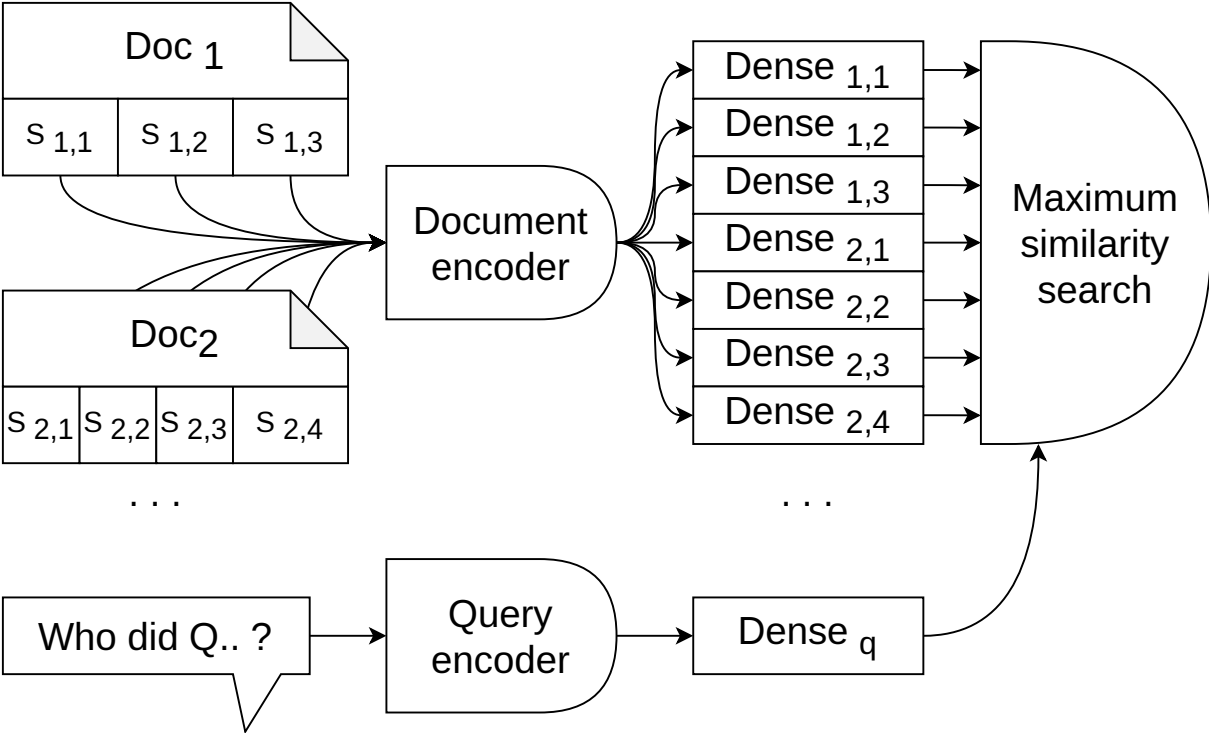 Doc 1
S 1,1 S 1,2 S 1,3
Document
encoder
Doc2
S 2,1 S 2,2 S 2,3 S 2,4
. . .
Dense 1,1
Dense 1,2
Dense 1,3
Dense 2,1
Dense 2,2
Dense 2,3
Dense 2,4
. . .
Maximum
similarity
search
Who did Q.. ?
Query
encoder
Dense q